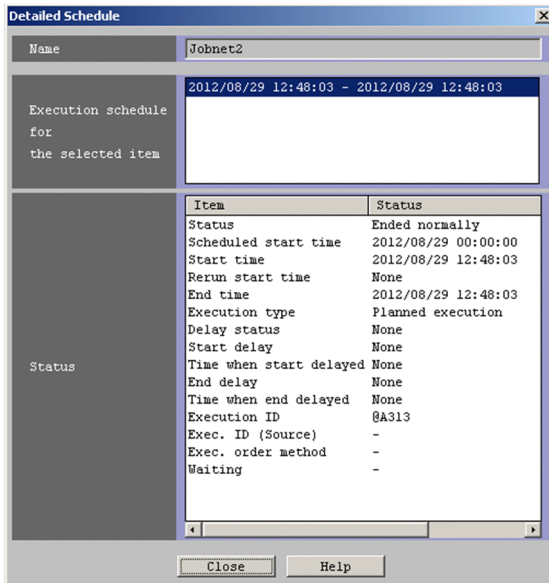 Detailed Schedule
Name
Jobnet2
Execution schedule
for
the selected item
2012/08/29 12:48:03 - 2012/08/29 12:48:03
Status
Item Status
Status Ended normally
Scheduled start time 2012/08/29 00:00:00
Start time 2012/08/29 12:48:03
Rerun start time None
End time 2012/08/29 12:48:03
Execution type Planned execution
Delay status None
Start delay None
Time when start delayed None
End delay None
Time when end delayed None
Execution ID @A313
Exec. ID (Source) -
Exec. order method -
Waiting -
Close Help